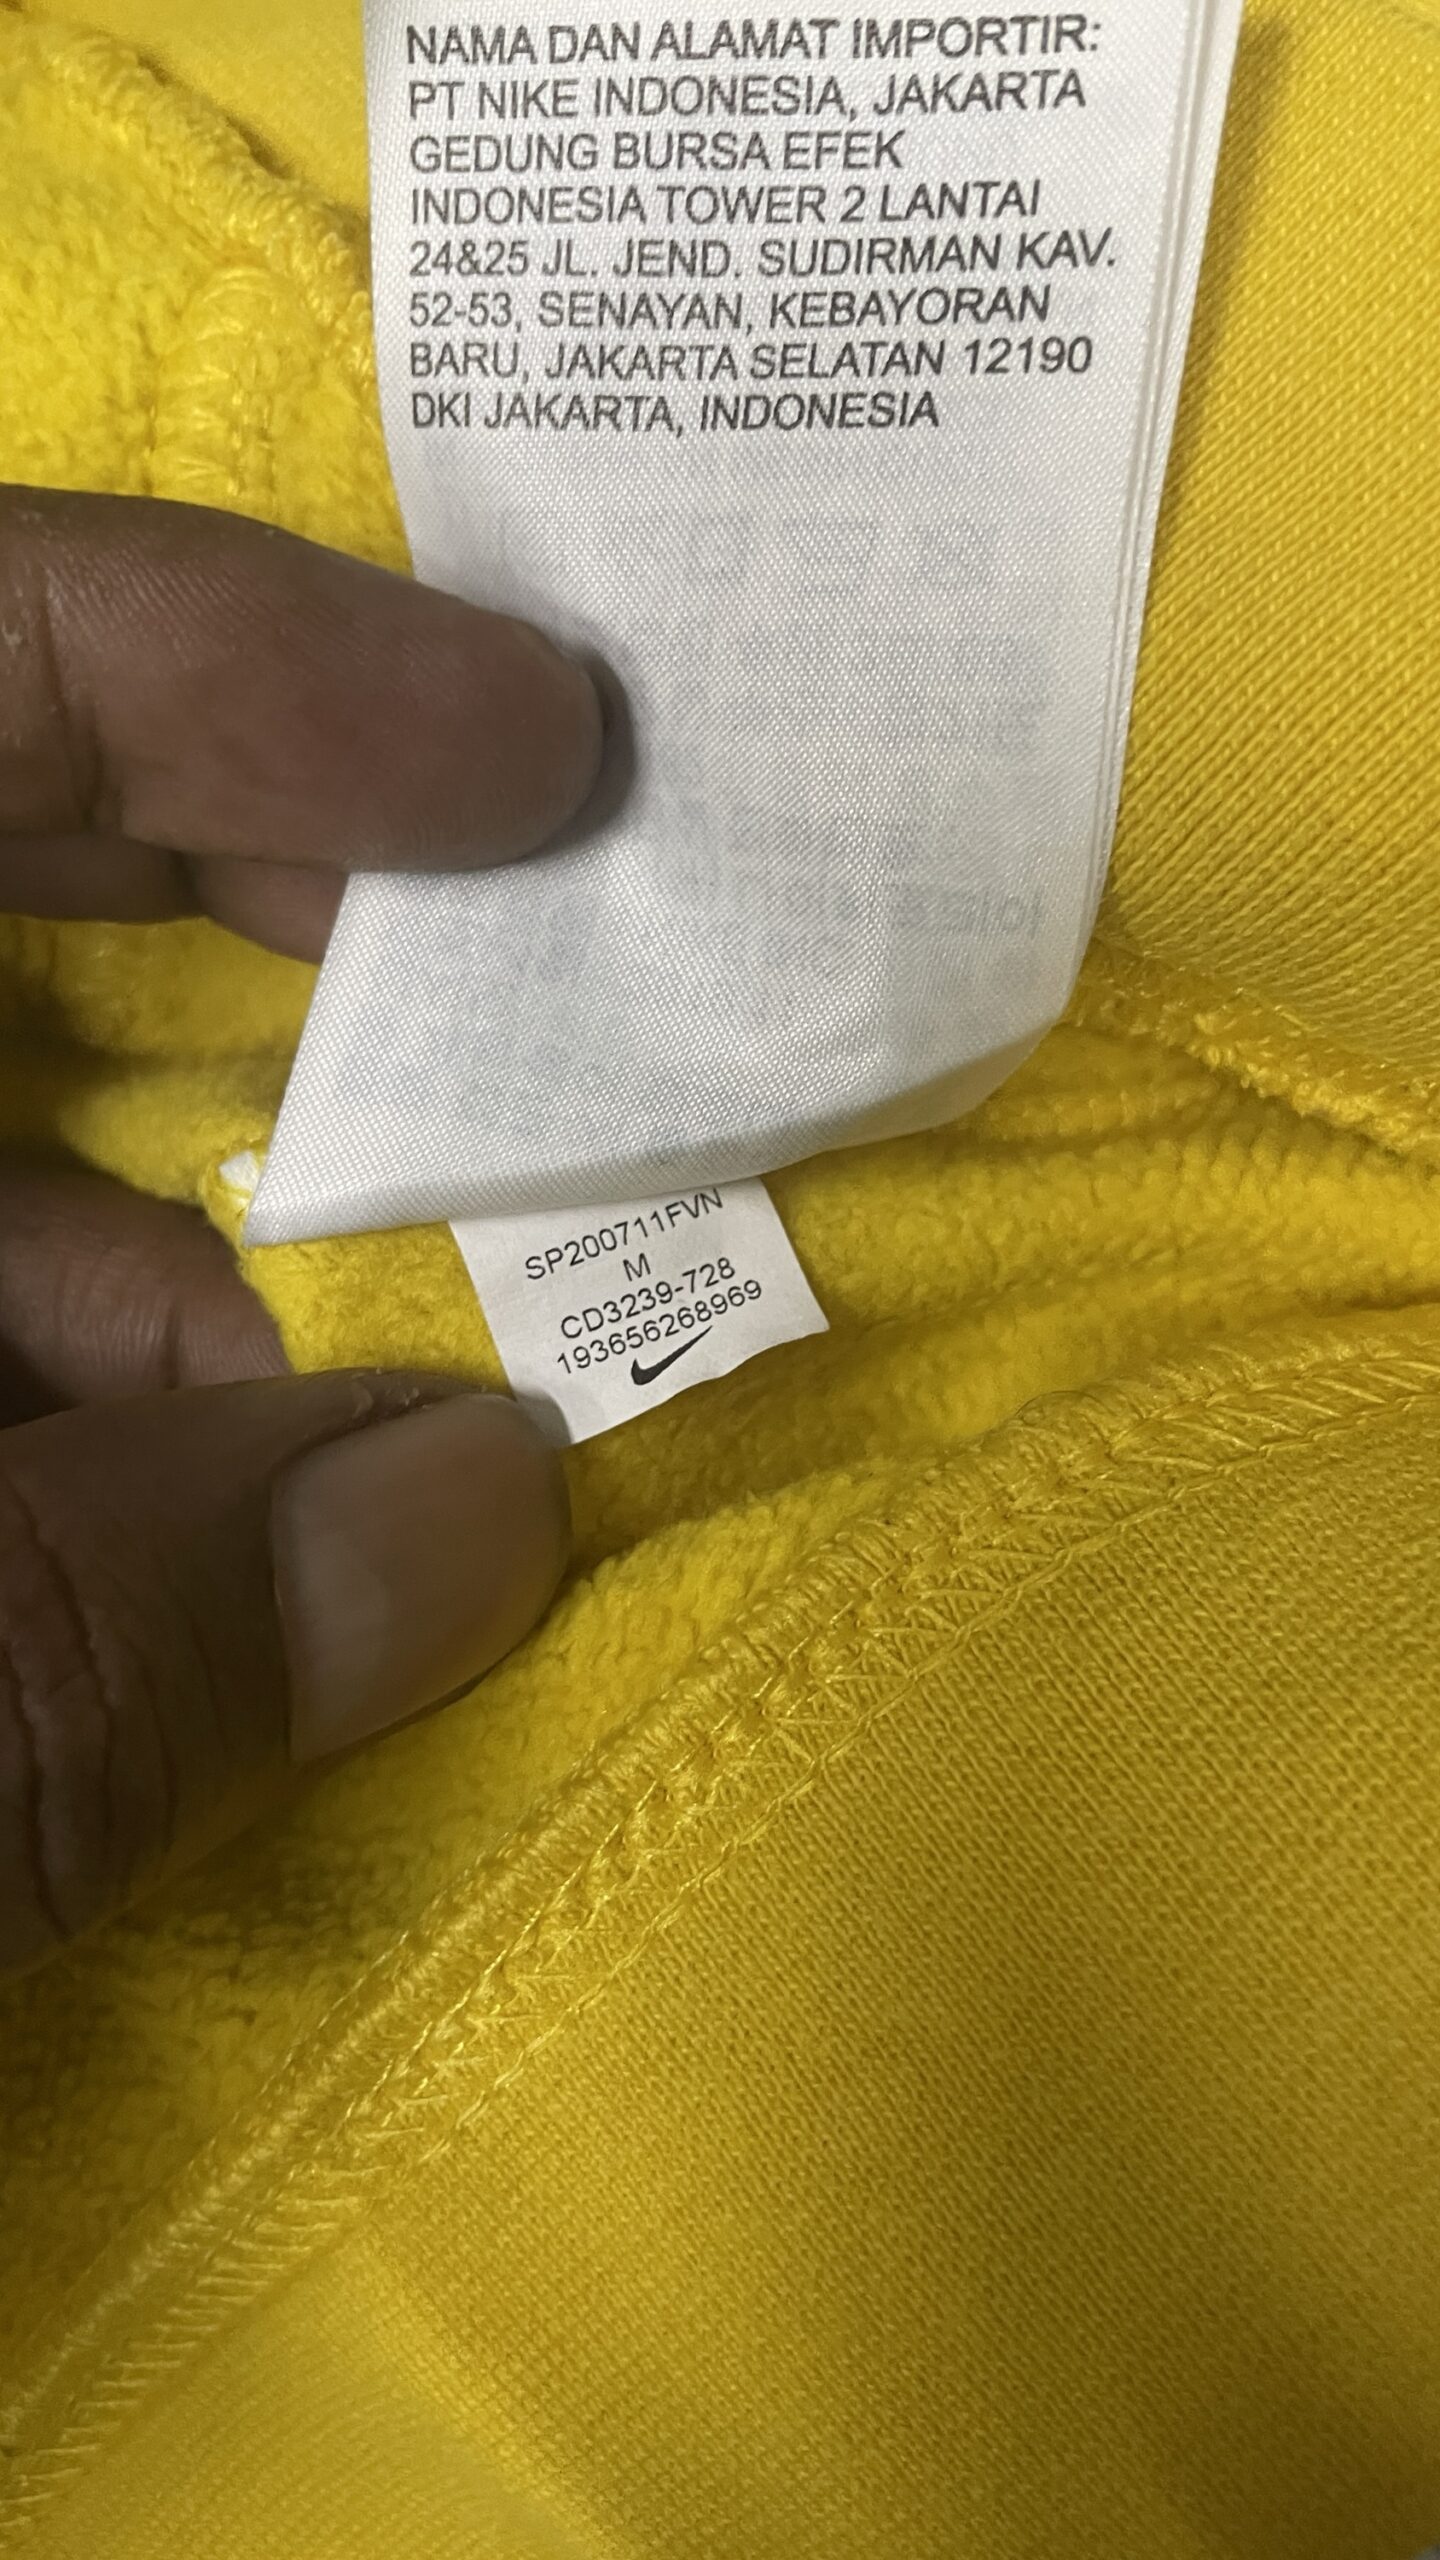 NAMA DAN ALAMAT IMPORTIR:
PT NIKE INDONESIA, JAKARTA
GEDUNG BURSA EFEK
INDONESIA TOWER 2 LANTAI
24&25 JL. JEND. SUDIRMAN KAV.
52-53, SENAYAN, KEBAYORAN
BARU, JAKARTA SELATAN 12190
DKI JAKARTA, INDONESIA
SP200711FVN
M
CD3239-728
193656268969